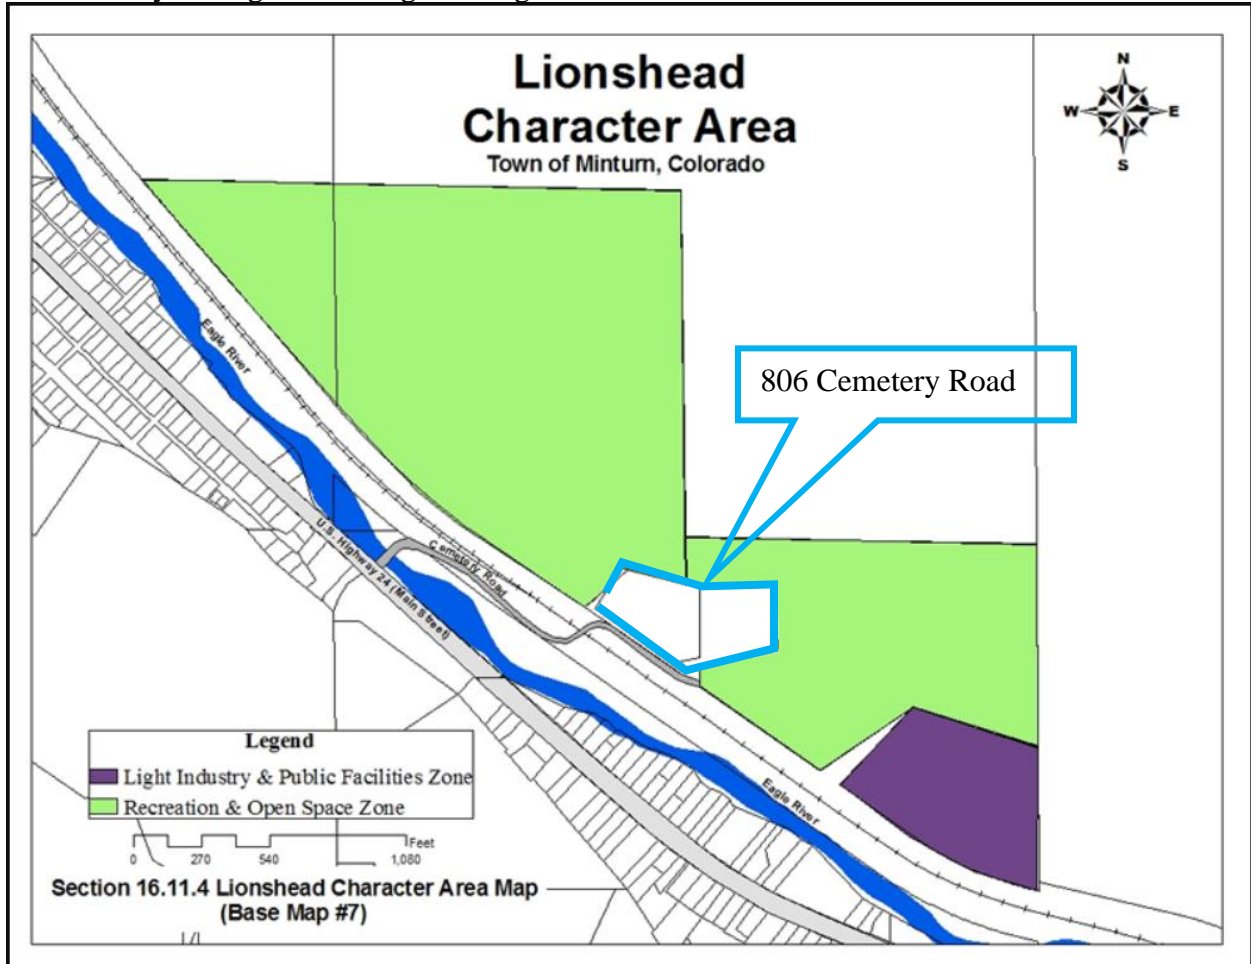 Lionshead
Character Area
Town of Minturn, Colorado
N
W
E
S
806 Cemetery Road
Eagle River
Cemetery Road
U.S. Highway 24 (Main Street)
Eagle River
Legend
Light Industry & Public Facilities Zone
Recreation & Open Space Zone
Feet
0 270 540 1,080
Section 16.11.4 Lionshead Character Area Map
(Base Map #7)